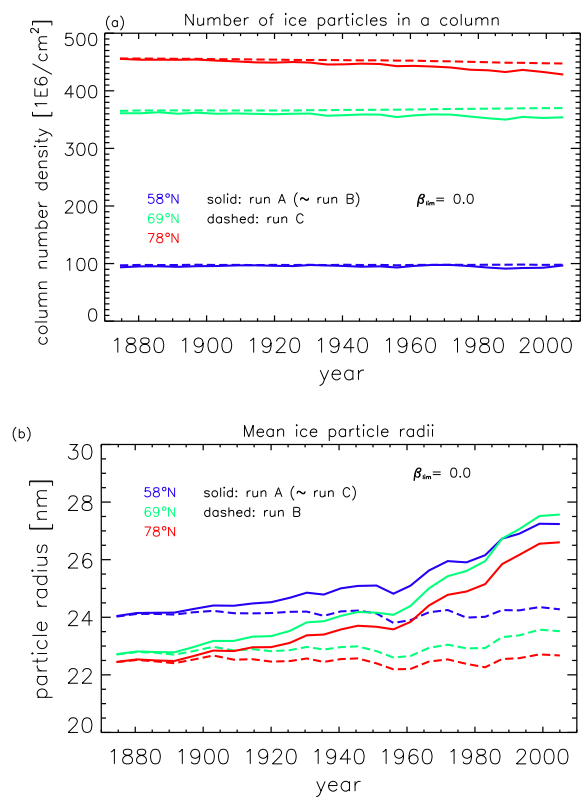 (a) Number of ice particles in a column
column number density [1E6/cm²]
500
400
300
200
100
0
58°N solid: run A (~ run B) βlim= 0.0
69°N dashed: run C
78°N
1880 1900 1920 1940 1960 1980 2000
year
(b) Mean ice particle radii
particle radius [nm]
30
28
26
24
22
20
βlim= 0.0
58°N solid: run A (~ run C)
69°N dashed: run B
78°N
1880 1900 1920 1940 1960 1980 2000
year